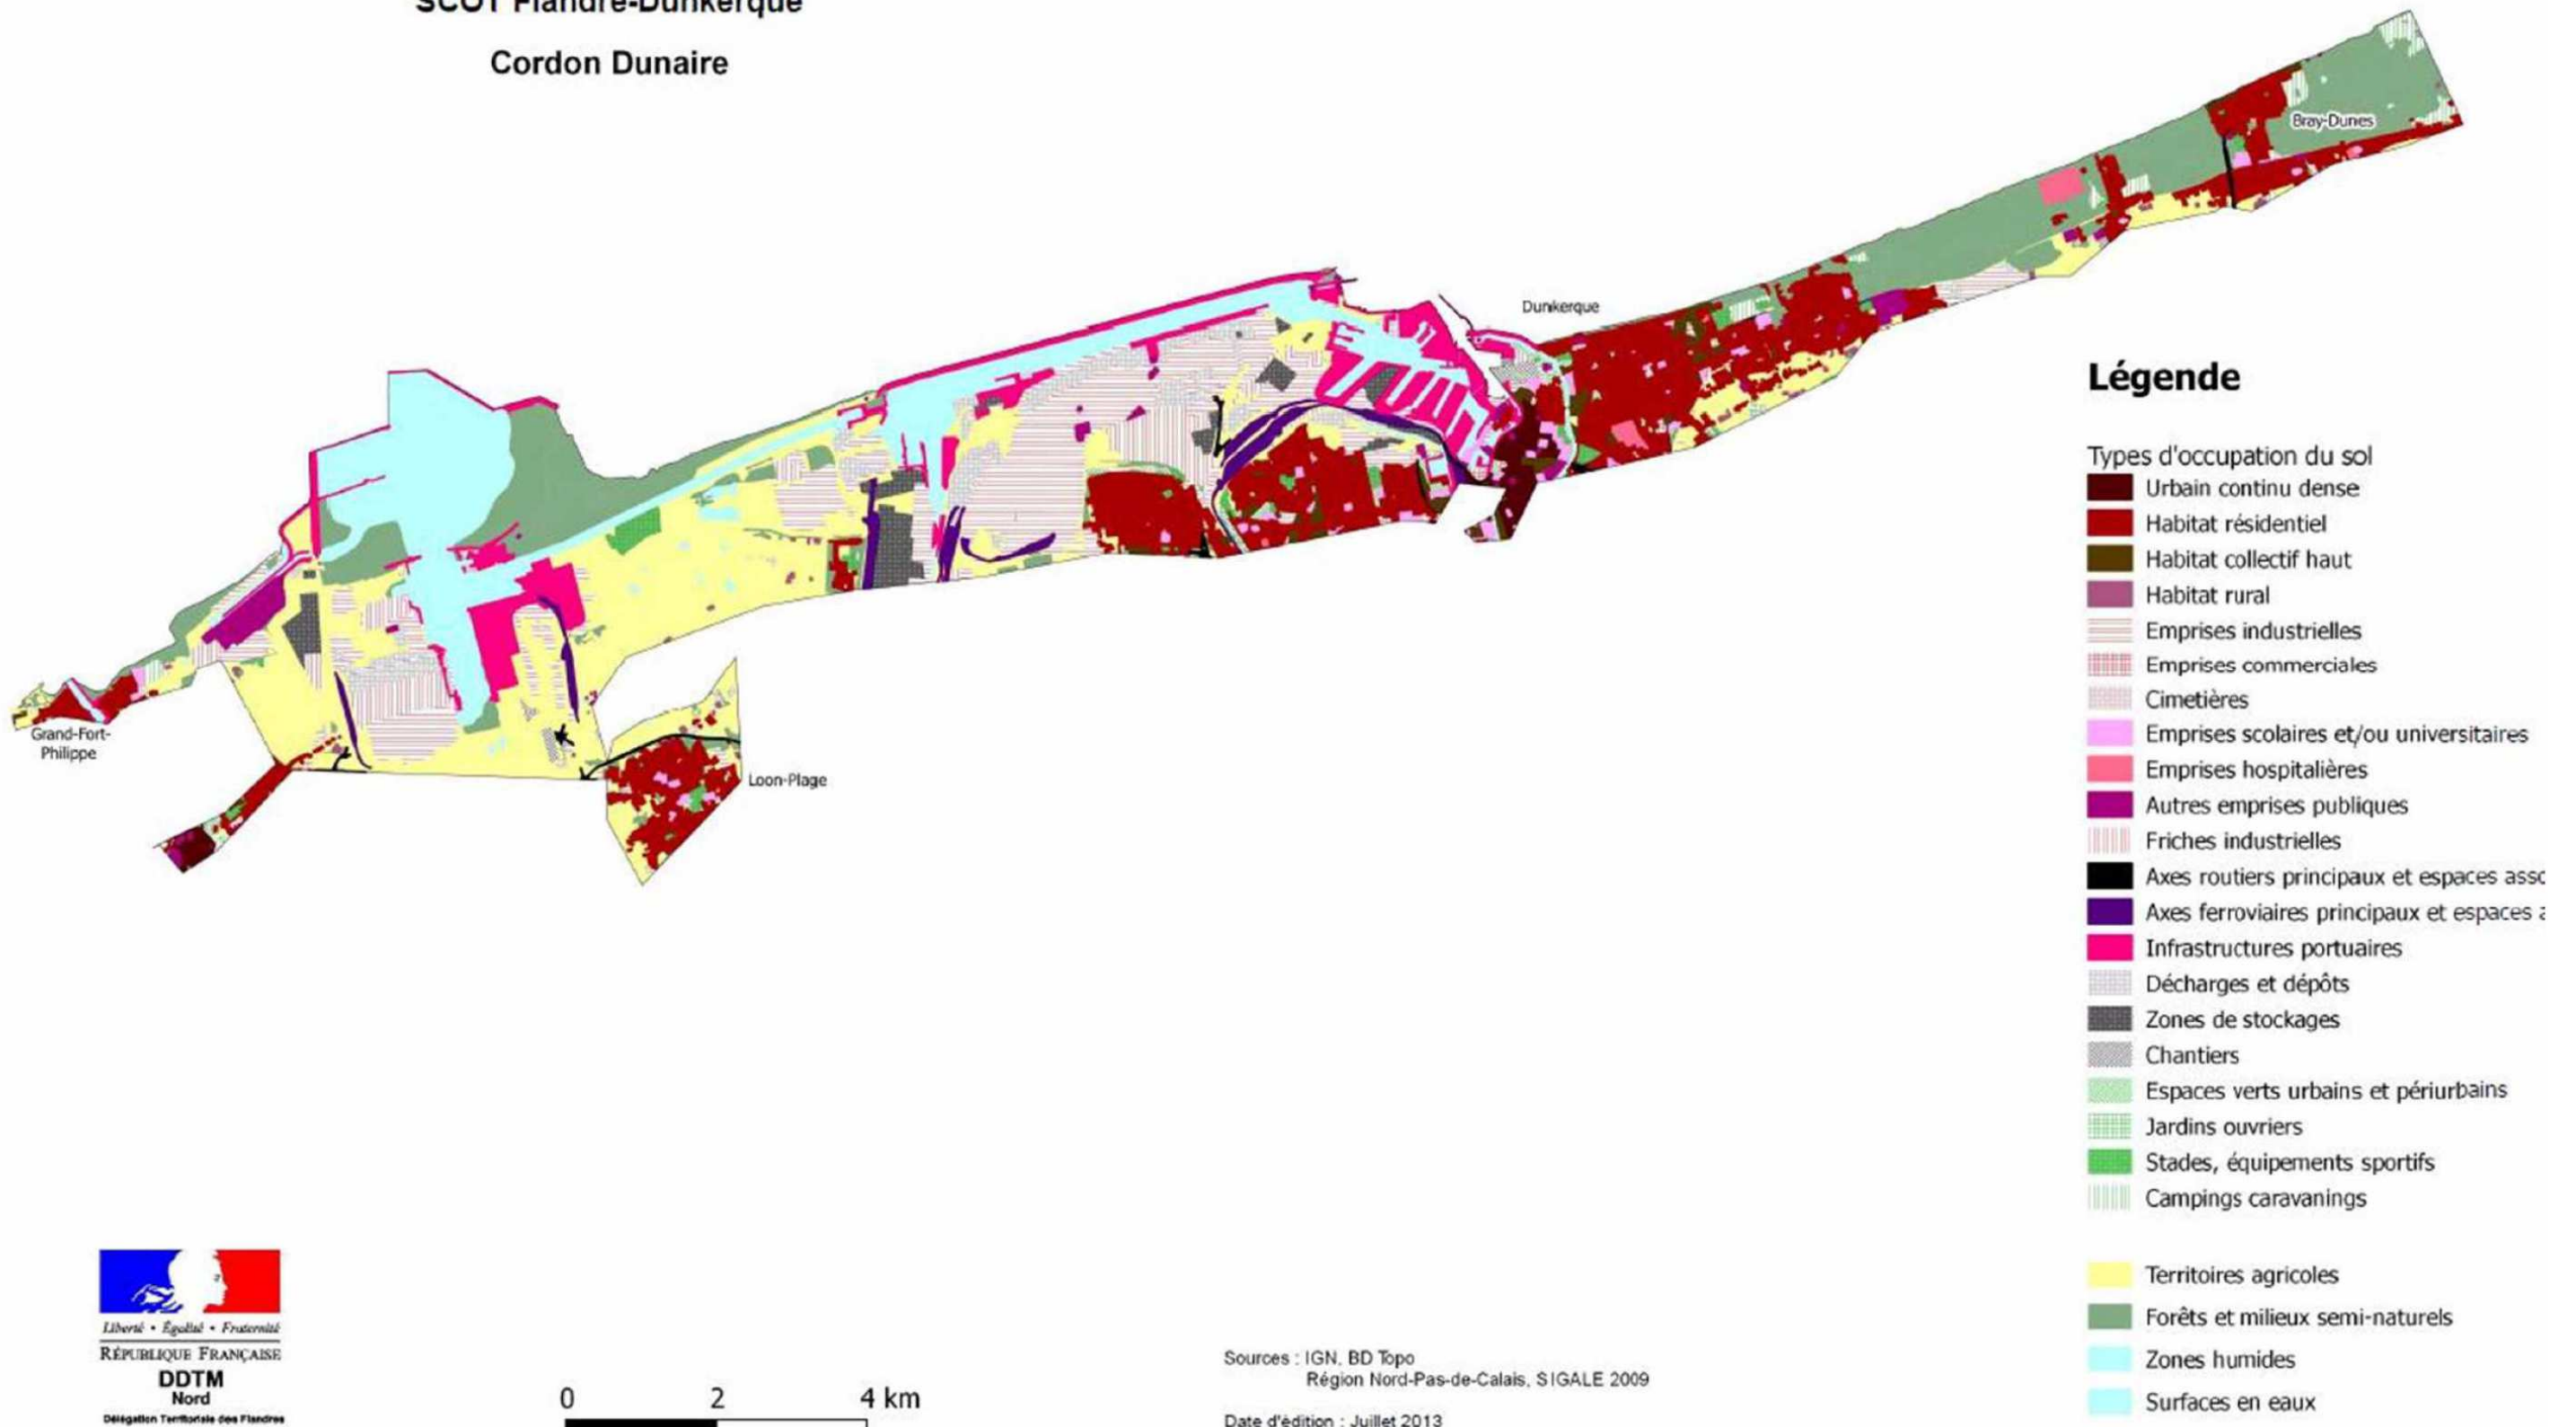 SCOT Flandre-Dunkerque
Cordon Dunaire
Bray-Dunes
Dunkerque
Grand-Fort-
Philippe
Loon-Plage
Légende
Types d'occupation du sol
Urbain continu dense
Habitat résidentiel
Habitat collectif haut
Habitat rural
Emprises industrielles
Emprises commerciales
Cimetières
Emprises scolaires et/ou universitaires
Emprises hospitalières
Autres emprises publiques
Friches industrielles
Axes routiers principaux et espaces asso
Axes ferroviaires principaux et espaces a
Infrastructures portuaires
Décharges et dépôts
Zones de stockages
Chantiers
Espaces verts urbains et périurbains
Jardins ouvriers
Stades, équipements sportifs
Campings caravanings
Territoires agricoles
Forêts et milieux semi-naturels
Zones humides
Surfaces en eaux
Liberté • Égalité • Fraternité
RÉPUBLIQUE FRANÇAISE
DDTM
Nord
Délégation Territoriale des Flandres
0 2 4 km
Sources : IGN, BD Topo
Région Nord-Pas-de-Calais, SIGALE 2009
Date d'édition : Juillet 2013